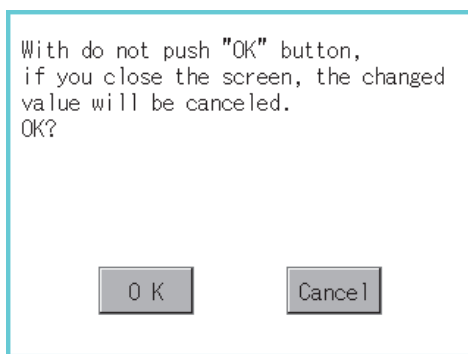 With do not push "OK" button,
if you close the screen, the changed
value will be canceled.
OK?
O K
Cancel